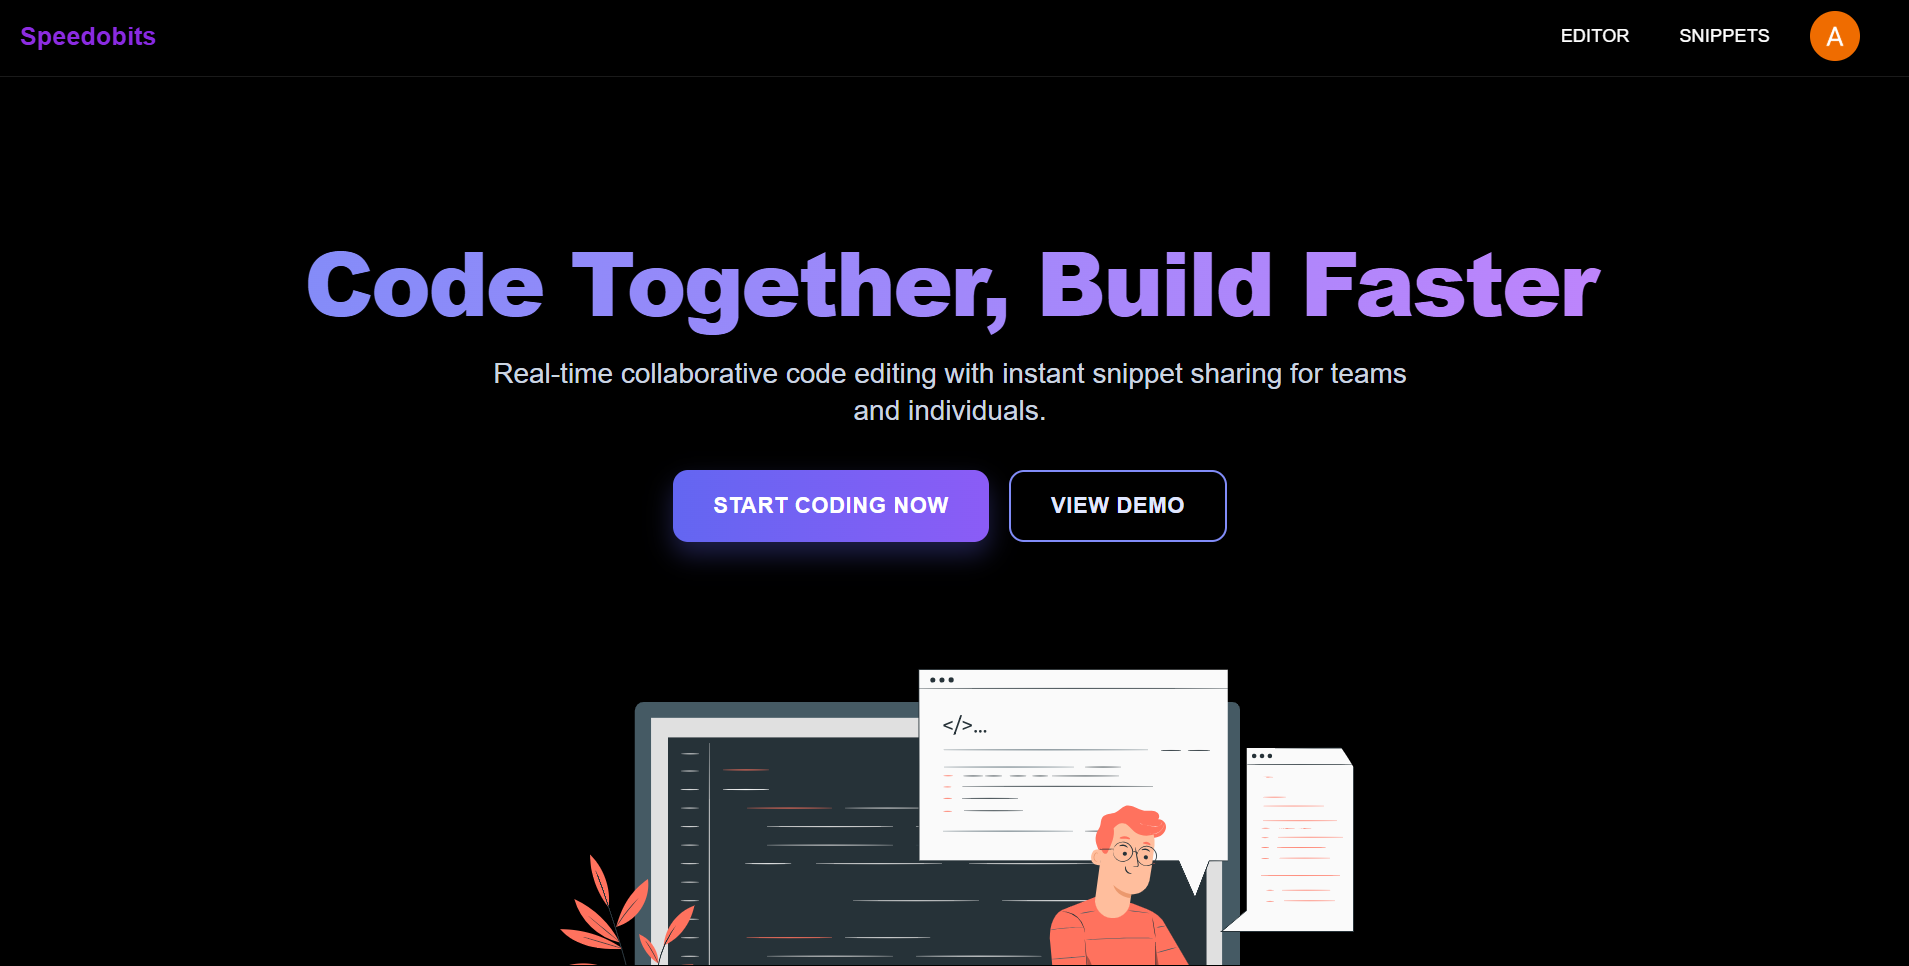 Speedobits
EDITOR
SNIPPETS
A
Code Together, Build Faster
Real-time collaborative code editing with instant snippet sharing for teams
and individuals.
START CODING NOW
VIEW DEMO
</>...